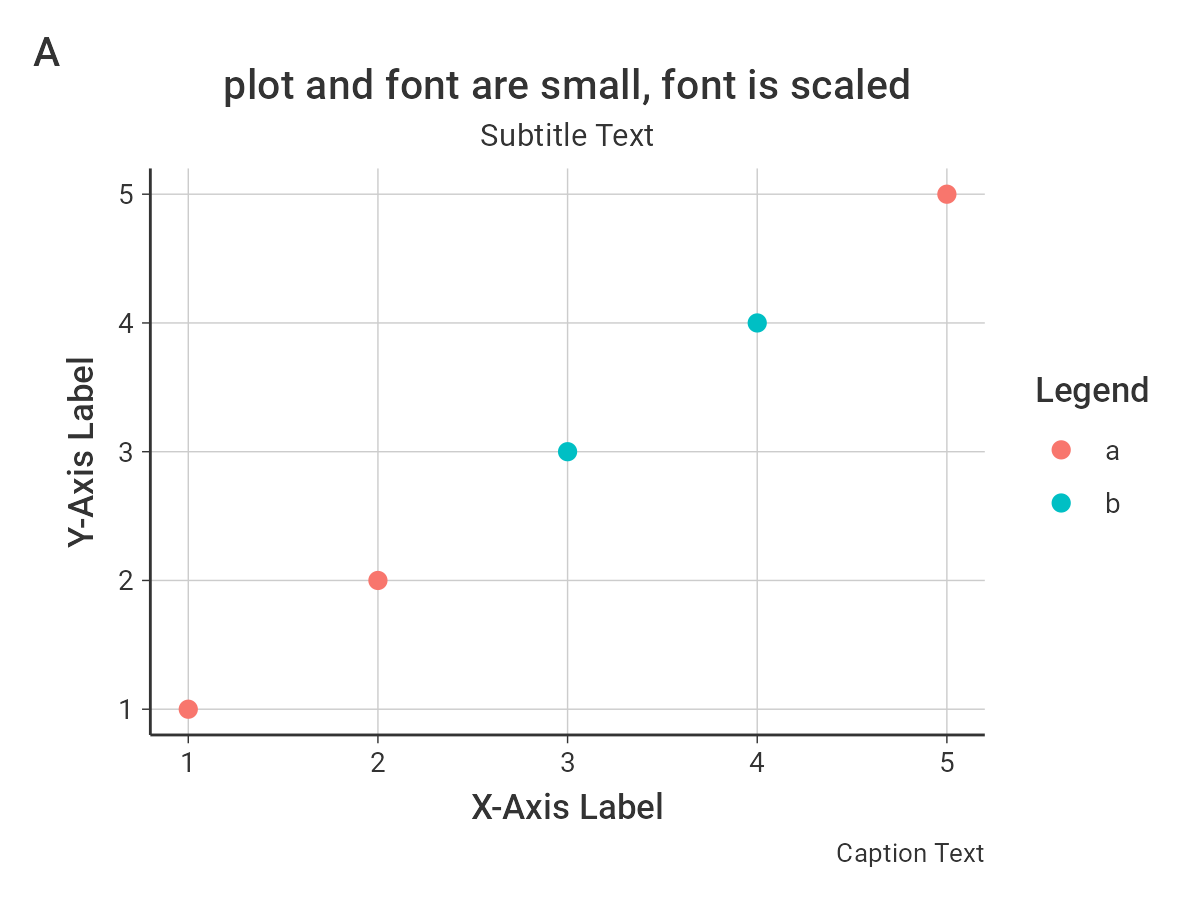 A
plot and font are small, font is scaled
Subtitle Text
5
4
3
2
1
Y-Axis Label
1 2 3 4 5
X-Axis Label
Legend
a
b
Caption Text